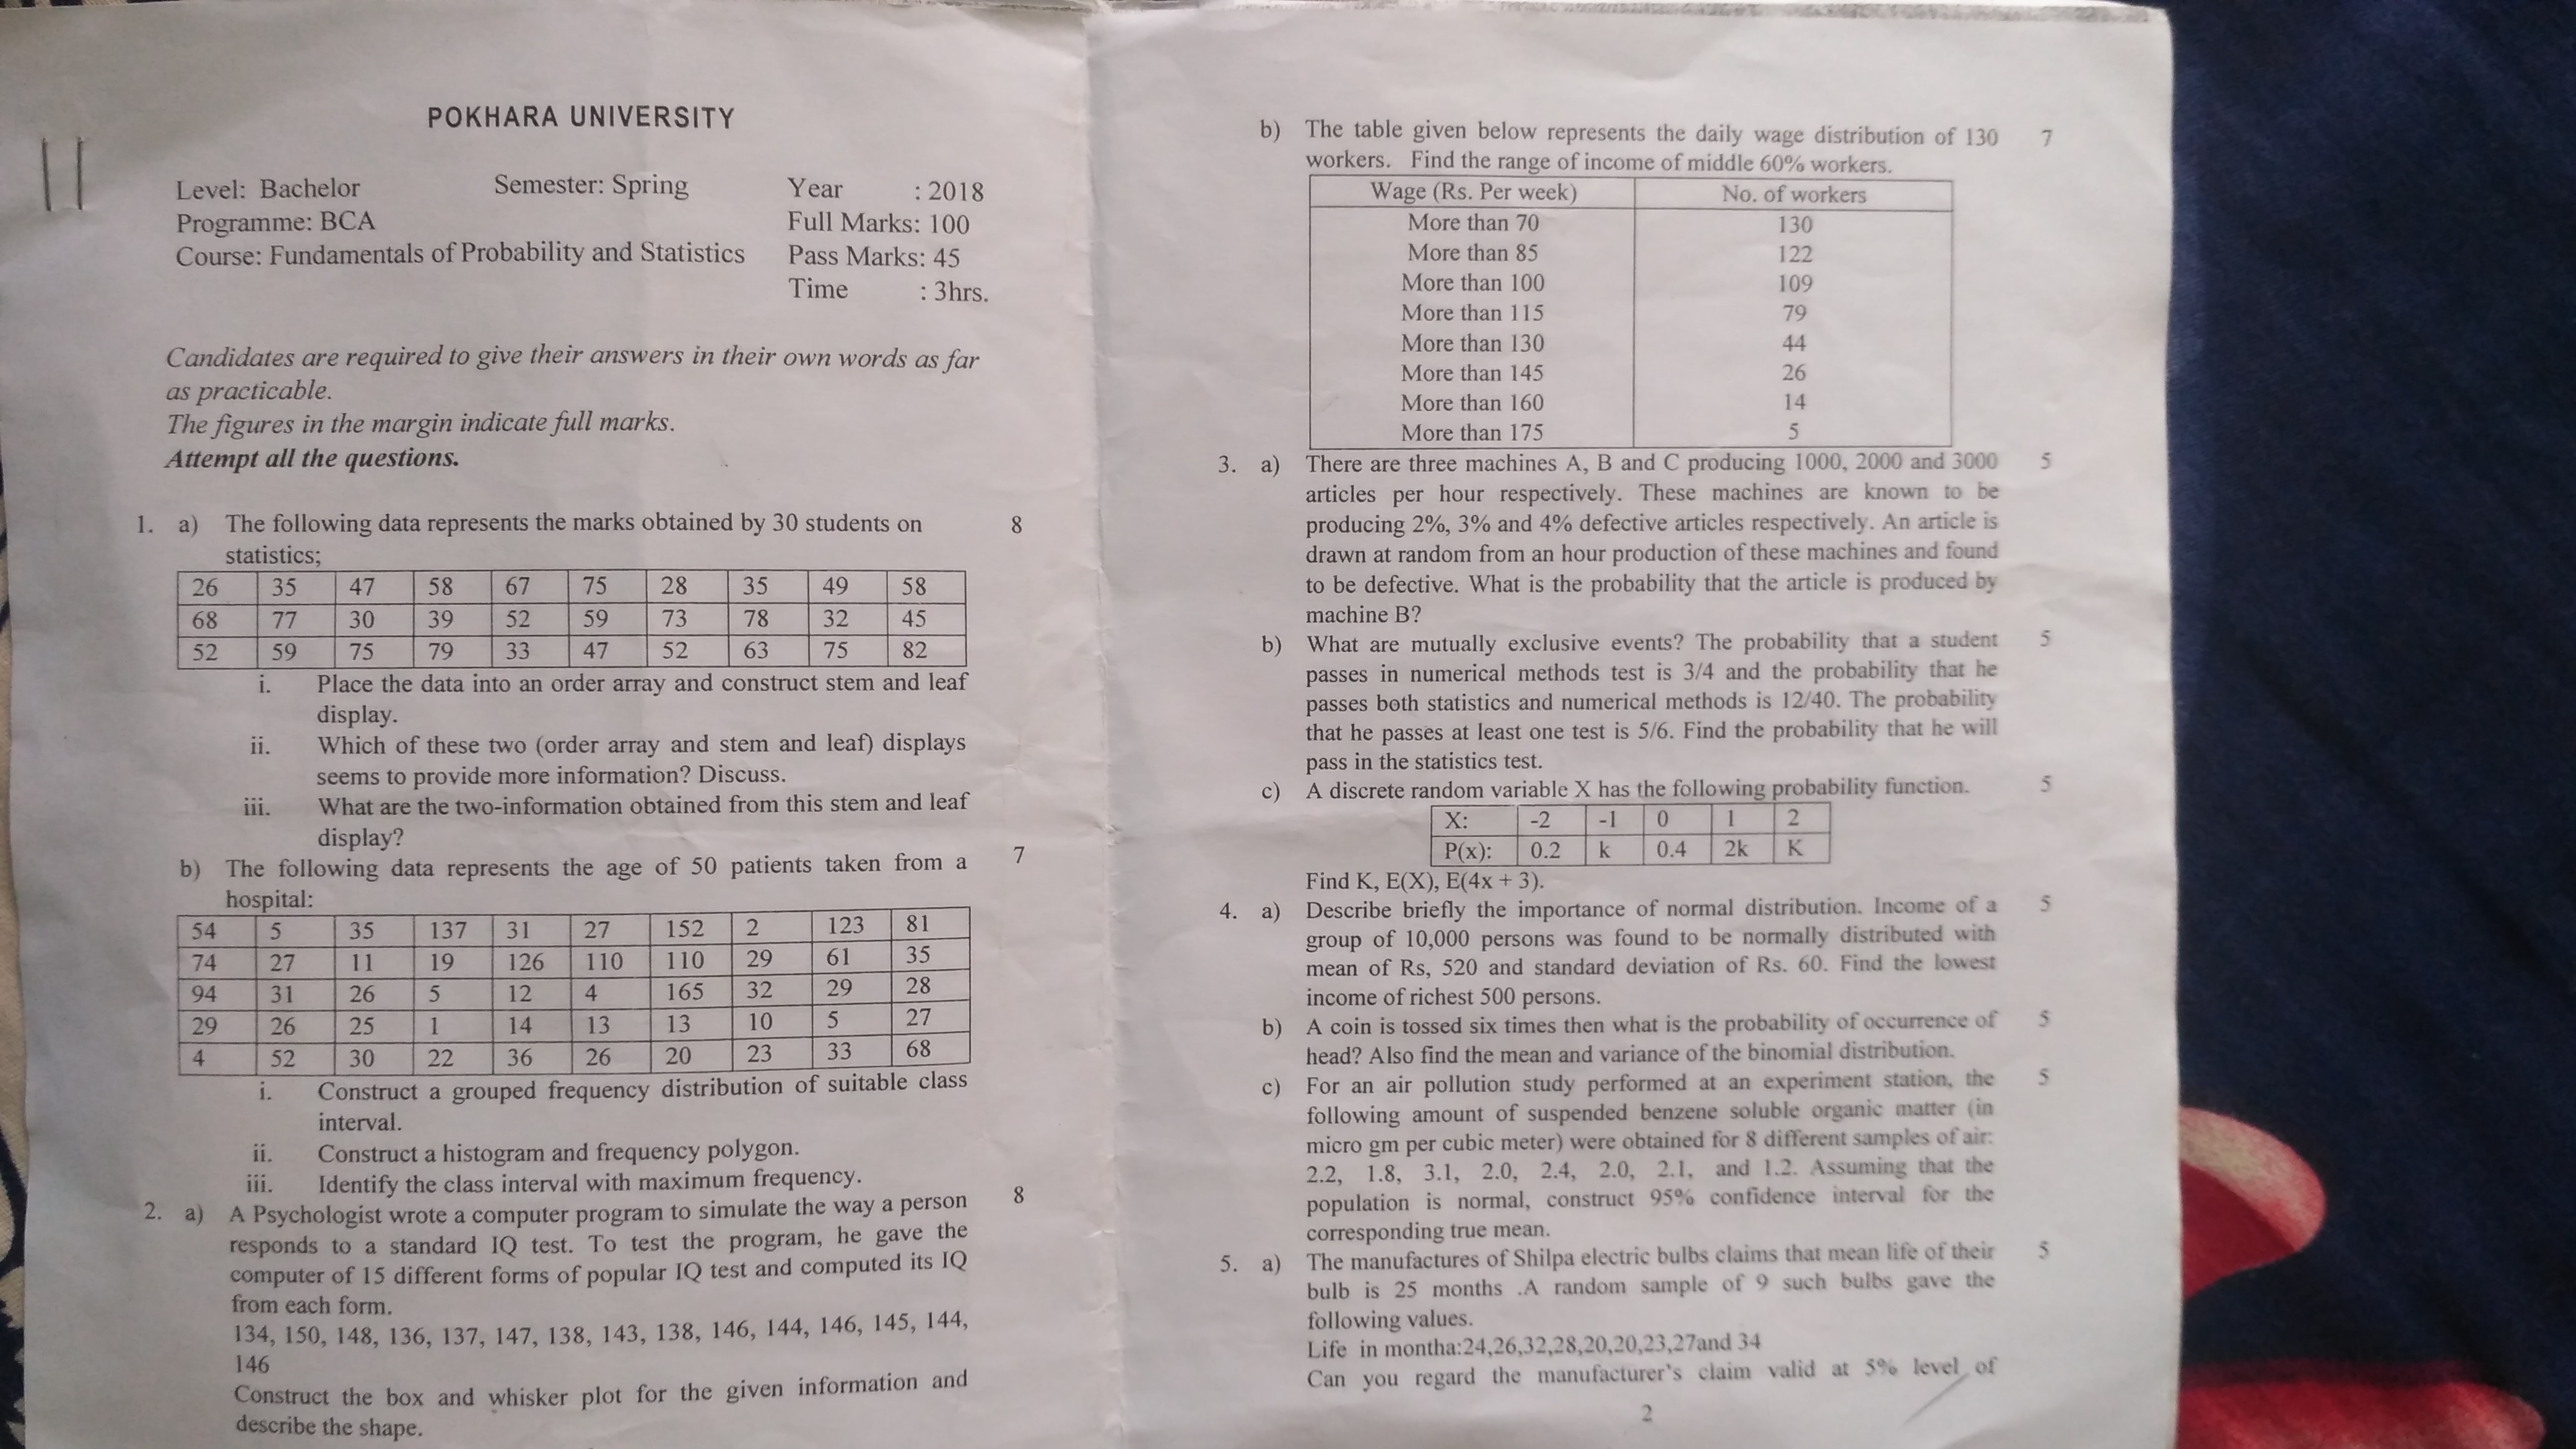 POKHARA UNIVERSITY
Level: Bachelor Semester: Spring Year : 2018
Programme: BCA Full Marks: 100
Course: Fundamentals of Probability and Statistics Pass Marks: 45
Time : 3hrs.
Candidates are required to give their answers in their own words as far
as practicable.
The figures in the margin indicate full marks.
Attempt all the questions.
1. a) The following data represents the marks obtained by 30 students on 8
statistics;
26 35 47 58 67 75 28 35 49 58
68 77 30 39 52 59 73 78 32 45
52 59 75 79 33 47 52 63 75 82
i. Place the data into an order array and construct stem and leaf
display.
ii. Which of these two (order array and stem and leaf) displays
seems to provide more information? Discuss.
iii. What are the two-information obtained from this stem and leaf
display?
b) The following data represents the age of 50 patients taken from a 7
hospital:
54 5 35 137 31 27 152 2 123 81
74 27 11 19 126 110 110 29 61 35
94 31 26 5 12 4 165 32 29 28
29 26 25 1 14 13 13 10 5 27
4 52 30 22 36 26 20 23 33 68
i. Construct a grouped frequency distribution of suitable class
interval.
ii. Construct a histogram and frequency polygon.
iii. Identify the class interval with maximum frequency.
2. a) A Psychologist wrote a computer program to simulate the way a person 8
responds to a standard IQ test. To test the program, he gave the
computer of 15 different forms of popular IQ test and computed its IQ
from each form.
134, 150, 148, 136, 137, 147, 138, 143, 138, 146, 144, 146, 145, 144,
146
Construct the box and whisker plot for the given information and
describe the shape.
b) The table given below represents the daily wage distribution of 130 7
workers. Find the range of income of middle 60% workers.
Wage (Rs. Per week) No. of workers
More than 70 130
More than 85 122
More than 100 109
More than 115 79
More than 130 44
More than 145 26
More than 160 14
More than 175 5
3. a) There are three machines A, B and C producing 1000, 2000 and 3000 5
articles per hour respectively. These machines are known to be
producing 2%, 3% and 4% defective articles respectively. An article is
drawn at random from an hour production of these machines and found
to be defective. What is the probability that the article is produced by
machine B?
b) What are mutually exclusive events? The probability that a student 5
passes in numerical methods test is 3/4 and the probability that he
passes both statistics and numerical methods is 12/40. The probability
that he passes at least one test is 5/6. Find the probability that he will
pass in the statistics test.
c) A discrete random variable X has the following probability function. 5
X: -2 -1 0 1 2
P(x): 0.2 k 0.4 2k K
Find K, E(X), E(4x + 3).
4. a) Describe briefly the importance of normal distribution. Income of a 5
group of 10,000 persons was found to be normally distributed with
mean of Rs, 520 and standard deviation of Rs. 60. Find the lowest
income of richest 500 persons.
b) A coin is tossed six times then what is the probability of occurrence of 5
head? Also find the mean and variance of the binomial distribution.
c) For an air pollution study performed at an experiment station, the 5
following amount of suspended benzene soluble organic matter (in
micro gm per cubic meter) were obtained for 8 different samples of air:
2.2, 1.8, 3.1, 2.0, 2.4, 2.0, 2.1, and 1.2. Assuming that the
population is normal, construct 95% confidence interval for the
corresponding true mean.
5. a) The manufactures of Shilpa electric bulbs claims that mean life of their 5
bulb is 25 months .A random sample of 9 such bulbs gave the
following values.
Life in montha:24,26,32,28,20,20,23,27and 34
Can you regard the manufacturer's claim valid at 5% level of
2